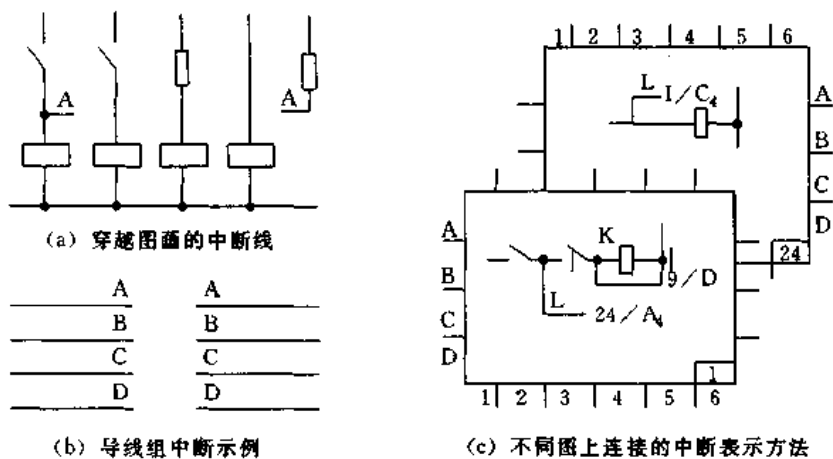 A
A
(a) 穿越图面的中断线
A A
B B
C C
D D
(b) 导线组中断示例
1 2 3 4 5 6
L I/C4
A
B
C
D
24
A
B
C
D
K
9/D
L 24/A4
1
1 2 3 4 5 6
(c) 不同图上连接的中断表示方法